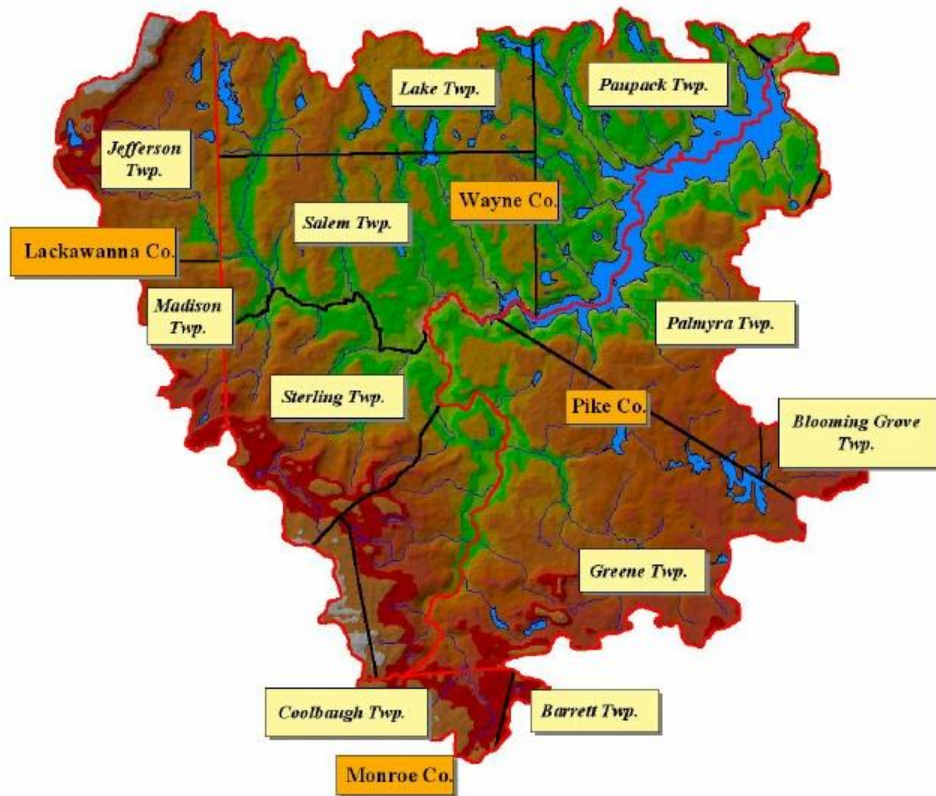 Lake Twp.
Paupack Twp.
Jefferson
Twp.
Wayne Co.
Salem Twp.
Lackawanna Co.
Madison
Twp.
Palmyra Twp.
Sterling Twp.
Pike Co.
Blooming Grove
Twp.
Greene Twp.
Coolbaugh Twp.
Barrett Twp.
Monroe Co.